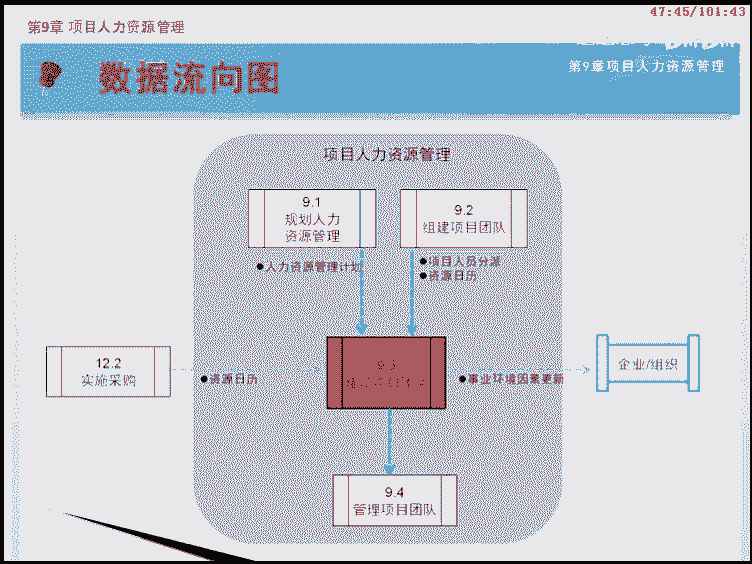 47:45/101:43
第9章 项目人力资源管理
数据流向图
第9章项目人力资源管理
项目人力资源管理
9.1
规划人力
资源管理
9.2
组建项目团队
●人力资源管理计划
●项目人员分派
●资源日历
12.2
实施采购
●资源日历
●事业环境因素更新
企业/组织
9.4
管理项目团队